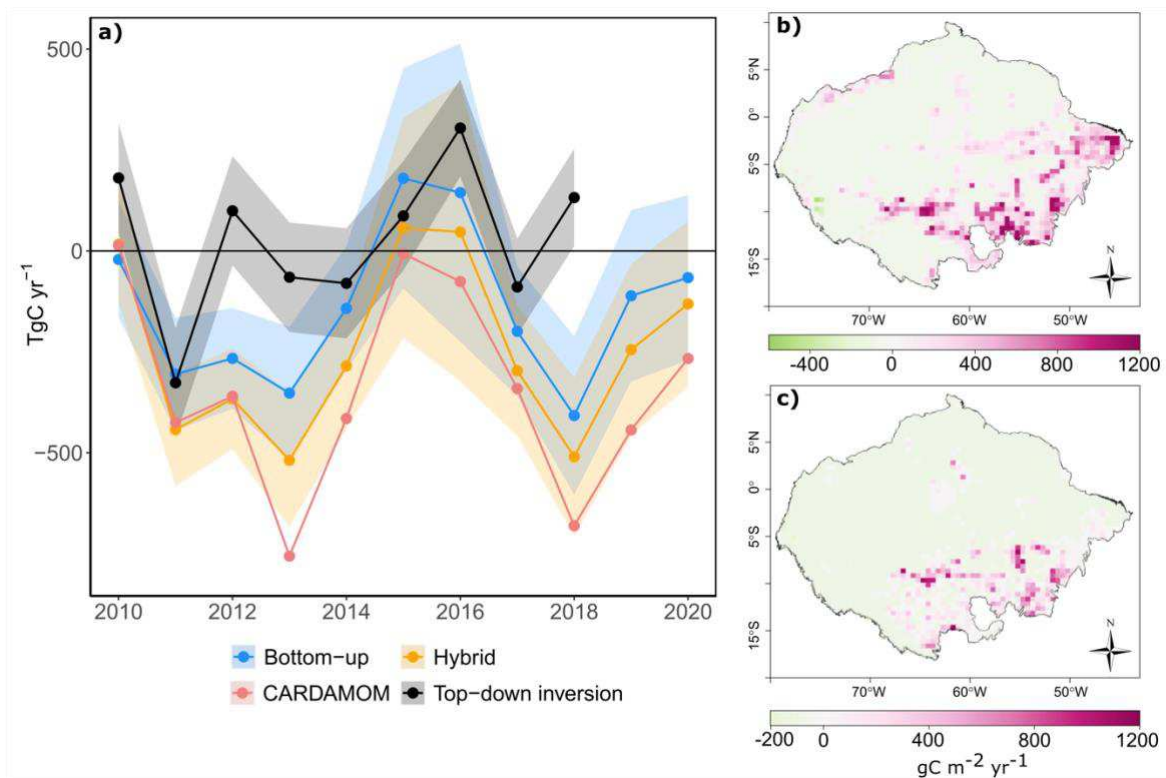 a)
500
0
−500
TgC yr⁻¹
2010
2012
2014
2016
2018
2020
Bottom−up
Hybrid
CARDAMOM
Top−down inversion
b)
5°N
0°
5°S
15°S
N
70°W
60°W
50°W
-400
0
400
800
1200
c)
5°N
0°
5°S
15°S
N
70°W
60°W
50°W
-200
0
400
800
1200
gC m⁻² yr⁻¹